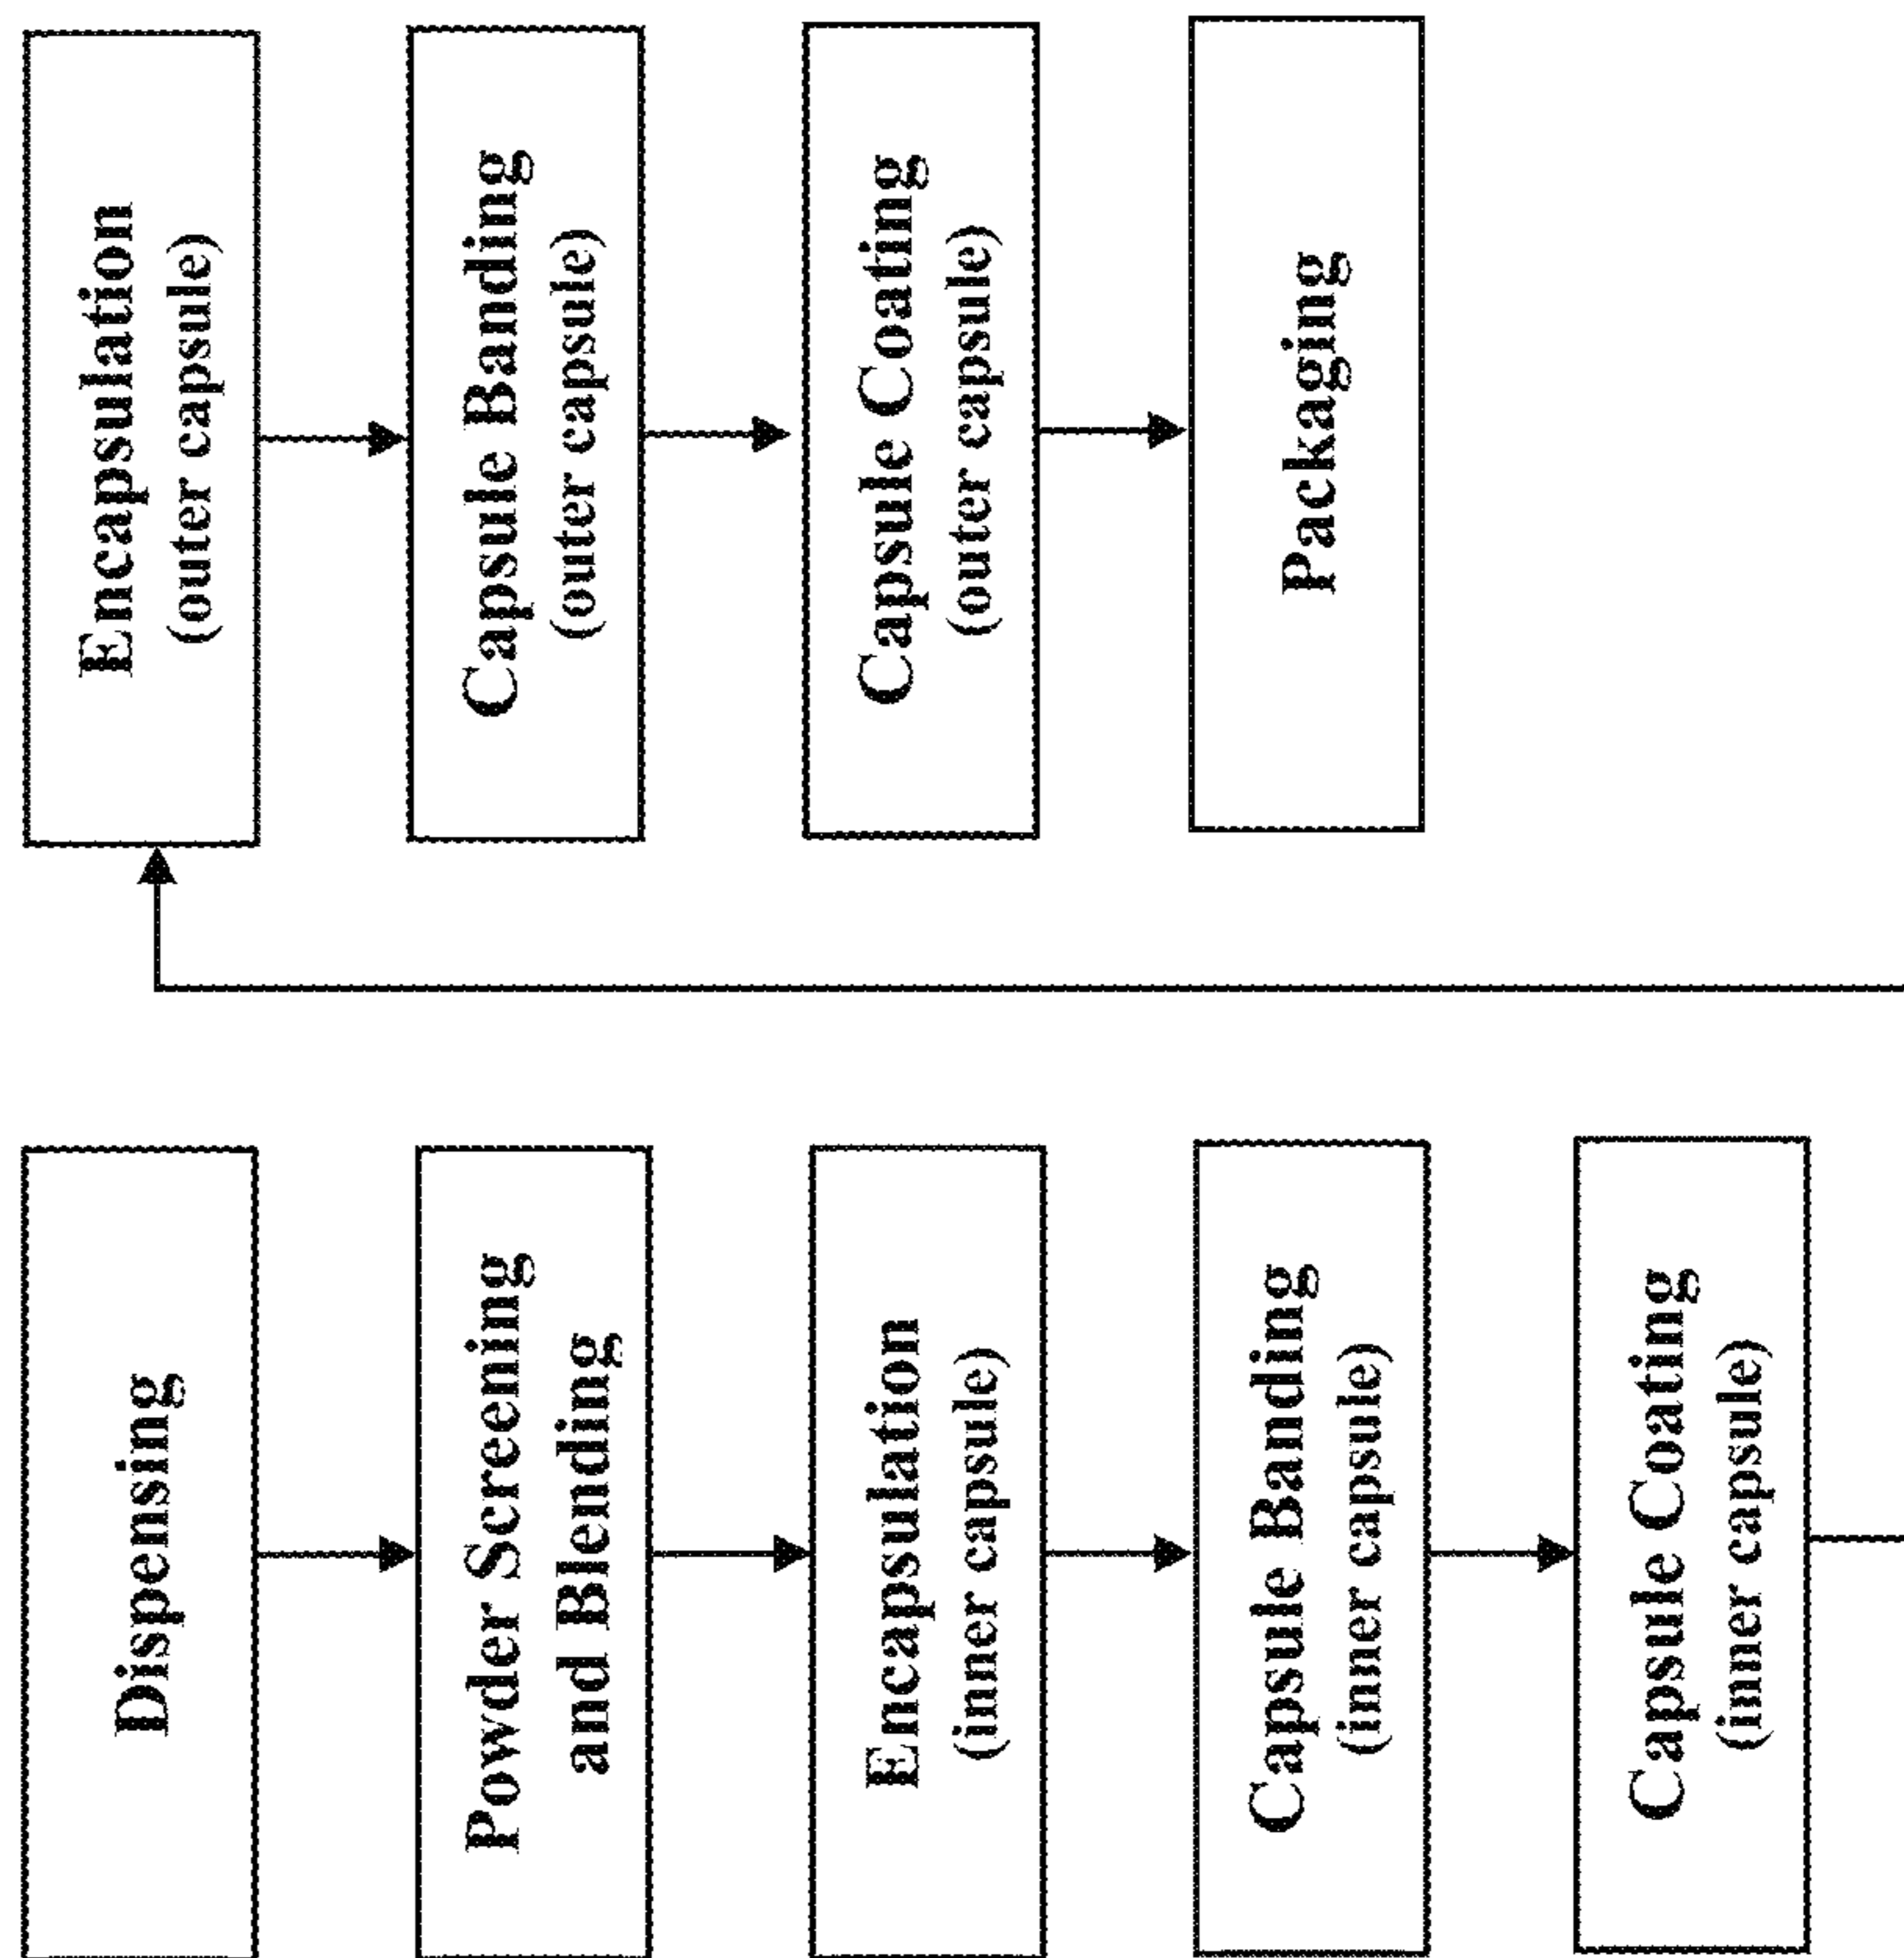 Dispensing
Powder Screening
and Blending
Encapsulation
(inner capsule)
Capsule Banding
(inner capsule)
Capsule Coating
(inner capsule)
Encapsulation
(outer capsule)
Capsule Banding
(outer capsule)
Capsule Coating
(outer capsule)
Packaging